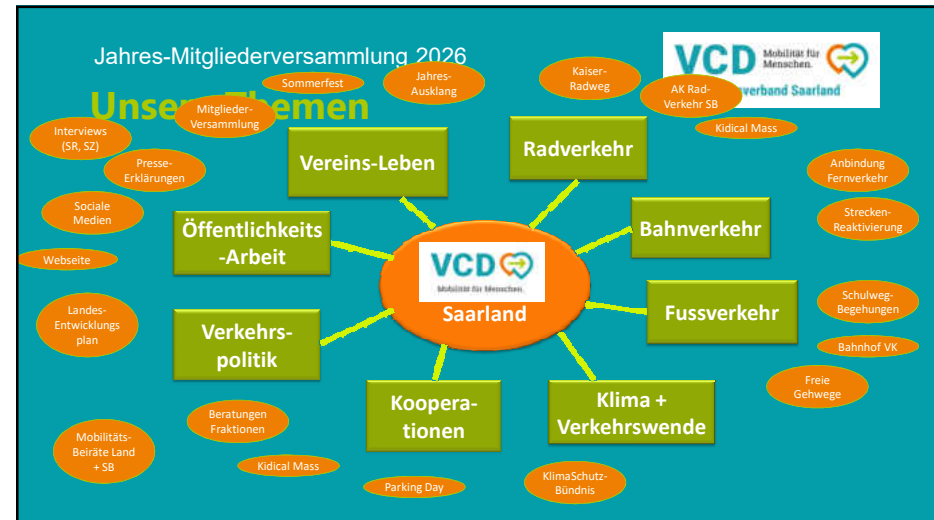 Jahres-Mitgliederversammlung 2026
VCD Mobilität für
Menschen.
verband Saarland
Unser Themen
Sommerfest
Jahres-
Ausklang
Kaiser-
Radweg
AK Rad-
Verkehr SB
Kidical Mass
Mitglieder-
Versammlung
Interviews
(SR, SZ)
Presse-
Erklärungen
Sociale
Medien
Webseite
Landes-
Entwicklungs
plan
Mobilitäts-
Beiräte Land
+ SB
Beratungen
Fraktionen
Kidical Mass
Parking Day
KlimaSchutz-
Bündnis
Vereins-Leben
Radverkehr
Öffentlichkeits
-Arbeit
Bahnverkehr
Verkehrs-
politik
Fussverkehr
Koopera-
tionen
Klima +
Verkehrswende
VCD
Mobilität für Menschen.
Saarland
Anbindung
Fernverkehr
Strecken-
Reaktivierung
Schulweg-
Begehungen
Bahnhof VK
Freie
Gehwege